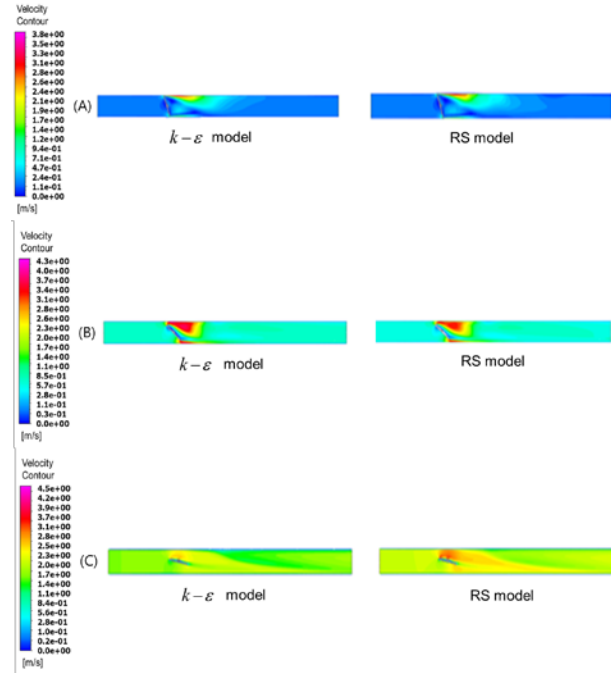 Velocity
Contour
3.8e+00
3.5e+00
3.3e+00
3.1e+00
2.8e+00
2.6e+00
2.4e+00
2.1e+00
1.9e+00
1.7e+00
1.4e+00
1.2e+00
9.4e-01
7.1e-01
4.7e-01
2.4e-01
1.1e-01
0.0e+00
[m/s]
(A)
k−ε model
RS model
Velocity
Contour
4.3e+00
4.0e+00
3.7e+00
3.4e+00
3.1e+00
2.8e+00
2.6e+00
2.3e+00
2.0e+00
1.7e+00
1.4e+00
1.1e+00
8.5e-01
5.7e-01
2.8e-01
1.1e-01
0.3e-01
0.0e+00
[m/s]
(B)
k−ε model
RS model
Velocity
Contour
4.5e+00
4.2e+00
3.9e+00
3.7e+00
3.1e+00
2.8e+00
2.5e+00
2.3e+00
2.0e+00
1.7e+00
1.4e+00
1.1e+00
8.4e-01
5.6e-01
2.8e-01
1.0e-01
0.2e-01
0.0e+00
[m/s]
(C)
k−ε model
RS model